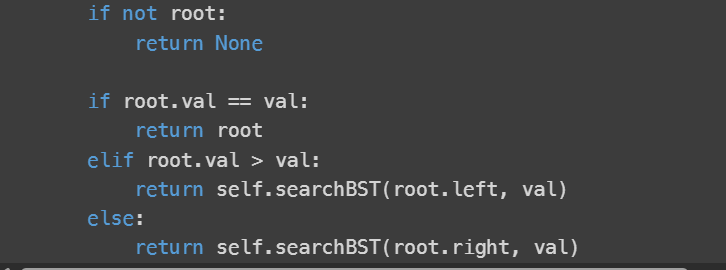 if not root:
    return None

if root.val == val:
    return root
elif root.val > val:
    return self.searchBST(root.left, val)
else:
    return self.searchBST(root.right, val)